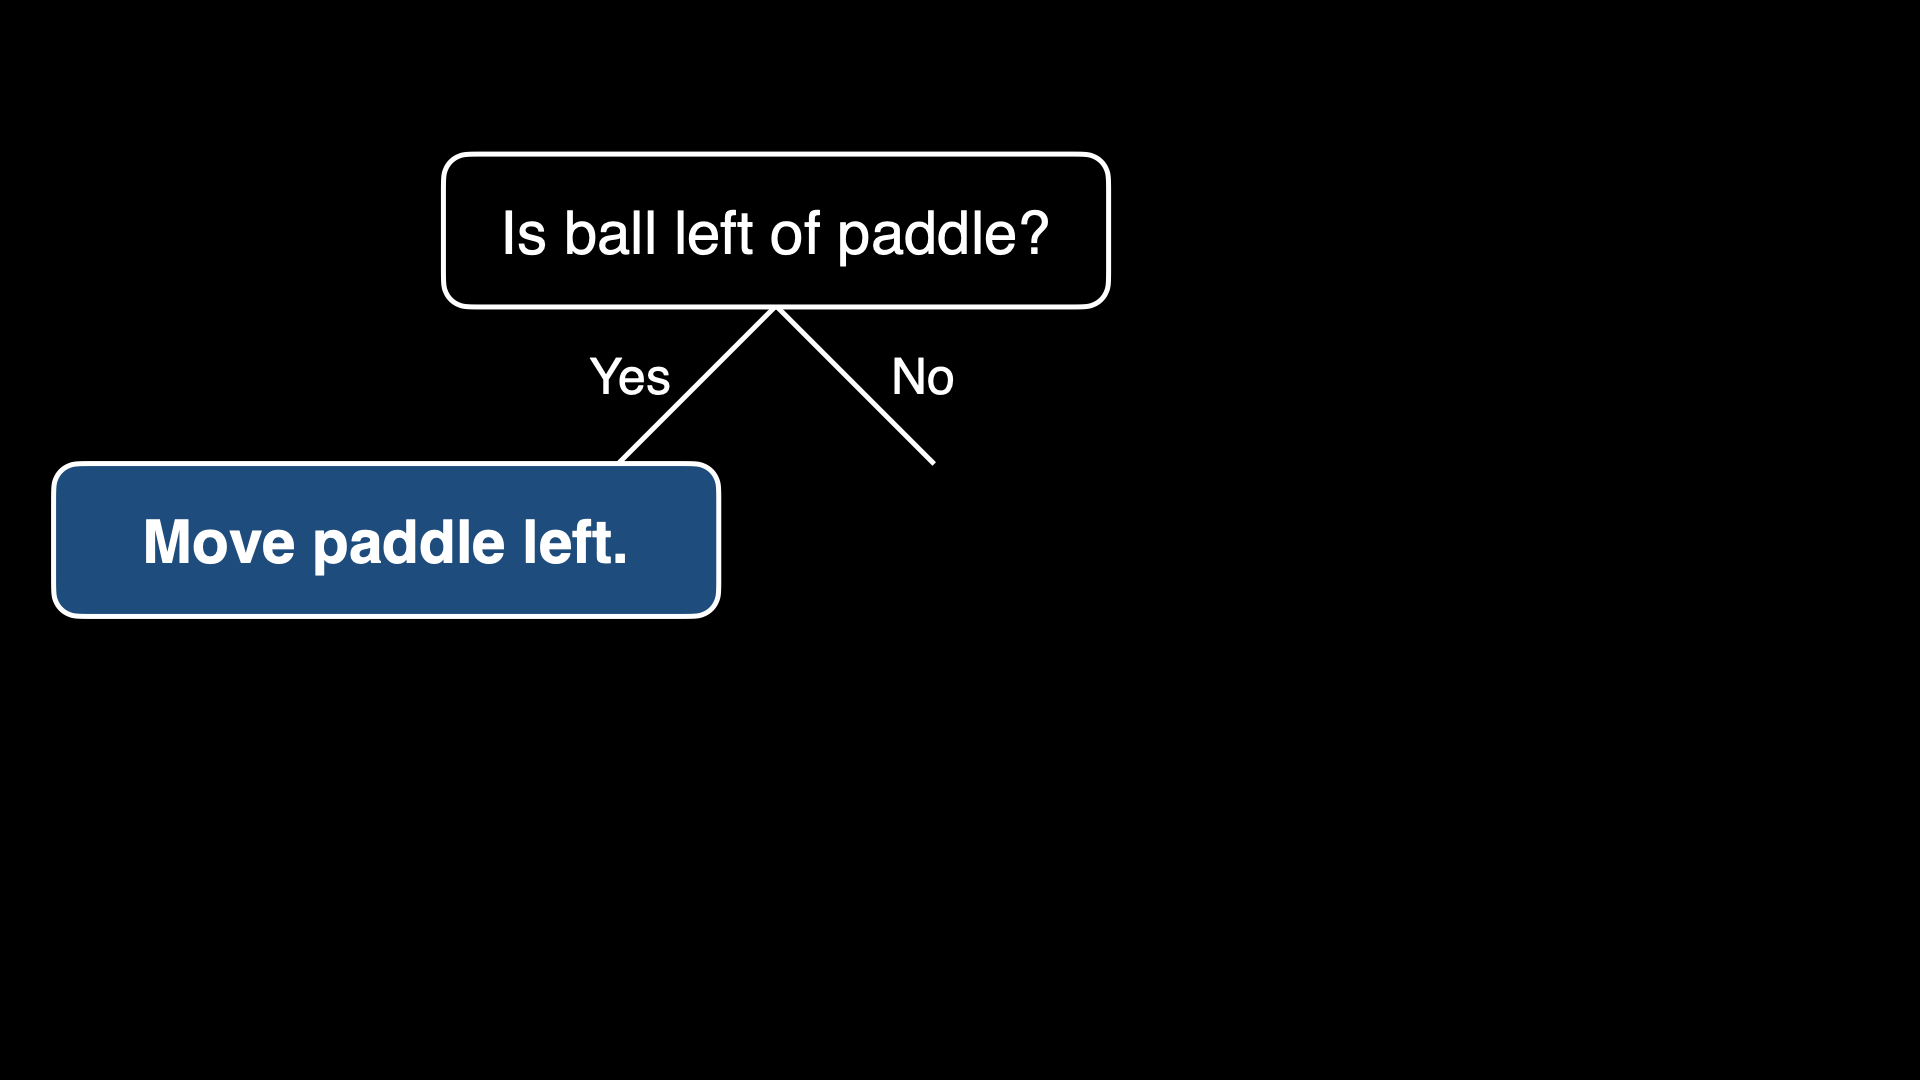 Is ball left of paddle?
Yes
No
Move paddle left.